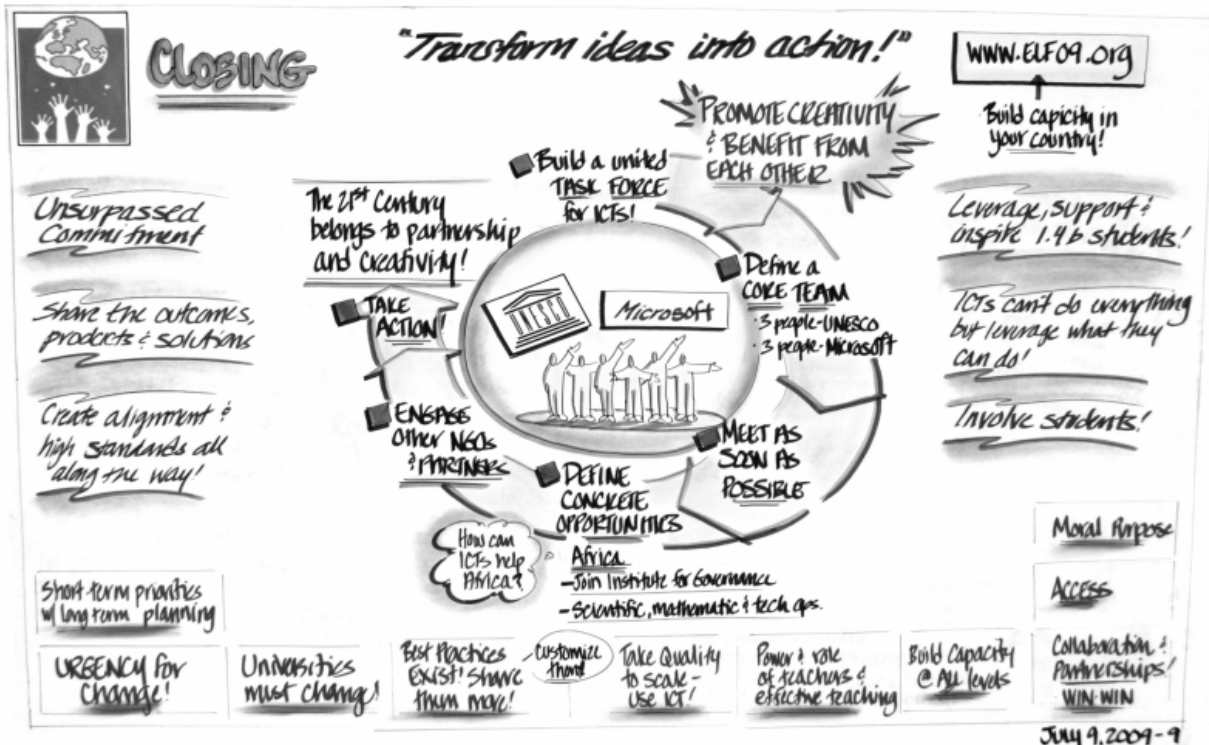 CLOSING
"Transform ideas into action!"
WWW.ELF09.org
Build capicity in
your country!
PROMOTE CREATIVITY
& BENEFIT FROM
EACH OTHER
Unsurpassed
Commitment
Share the outcomes,
products & solutions
Create alignment &
high standards all
along the way!
The 21st Century
belongs to partnership
and creativity!
Build a united
TASK FORCE
for ICTs!
Define a
CORE TEAM
·3 people-UNESCO
·3 people-Microsoft
MEET AS
SOON AS
POSSIBLE
DEFINE
CONCRETE
OPPORTUNITIES
Africa
-Join Institute for Governance
-Scientific, mathematic & tech ops.
How can
ICTs help
Africa?
ENGAGE
other NGOs
& PARTNERS
TAKE
ACTION!
UNESCO
Microsoft
Leverage, support &
inspire 1.4 b students!
ICTs can't do everything
but leverage what they
can do!
Involve students!
Moral Purpose
ACCESS
Collaboration &
Partnerships!
WIN-WIN
Short term priorities
w/ long term planning
URGENCY for
change!
Universities
must change!
Best Practices
Exist! Share
them more!
customize
them!
Take Quality
to scale-
use ICT!
Power & role
of teachers &
effective teaching
Build Capacity
@ All levels
July 9, 2009-9